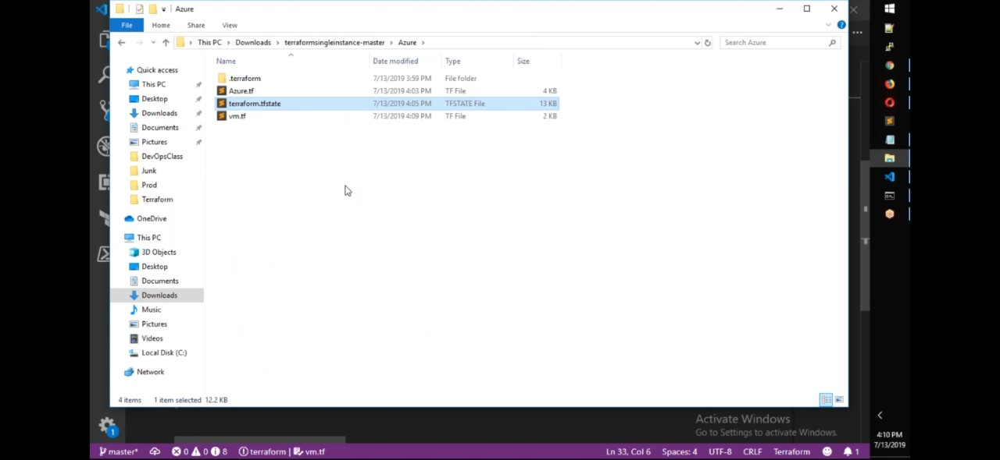 Azure
File Home Share View
This PC > Downloads > terraformsingleinstance-master > Azure >
Search Azure
Name Date modified Type Size
.terraform 7/13/2019 3:59 PM File folder
Azure.tf 7/13/2019 4:03 PM TF File 4 KB
terraform.tfstate 7/13/2019 4:05 PM TFSTATE File 13 KB
vm.tf 7/13/2019 4:09 PM TF File 2 KB
Quick access
This PC
Desktop
Downloads
Documents
Pictures
DevOpsClass
Junk
Prod
Terraform
OneDrive
This PC
3D Objects
Desktop
Documents
Downloads
Music
Pictures
Videos
Local Disk (C:)
Network
4 items 1 item selected 12.2 KB
Activate Windows
Go to Settings to activate Windows.
1
master* 0 0 8 terraform | vm.tf Ln 33, Col 6 Spaces: 4 UTF-8 CRLF Terraform 1
4:10 PM
7/13/2019